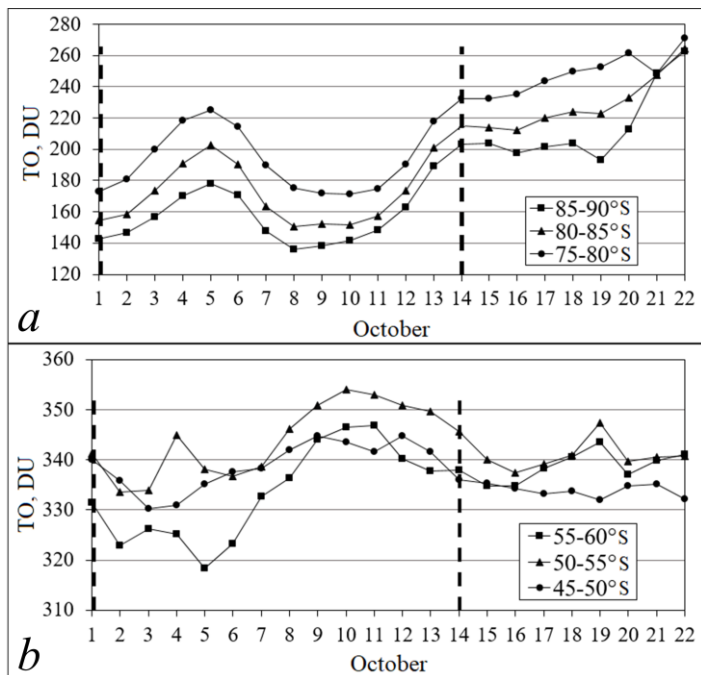 280
260
240
220
200
180
160
140
120
TO, DU
85-90°S
80-85°S
75-80°S
1 2 3 4 5 6 7 8 9 10 11 12 13 14 15 16 17 18 19 20 21 22
October
a
360
350
340
330
320
310
TO, DU
55-60°S
50-55°S
45-50°S
1 2 3 4 5 6 7 8 9 10 11 12 13 14 15 16 17 18 19 20 21 22
October
b